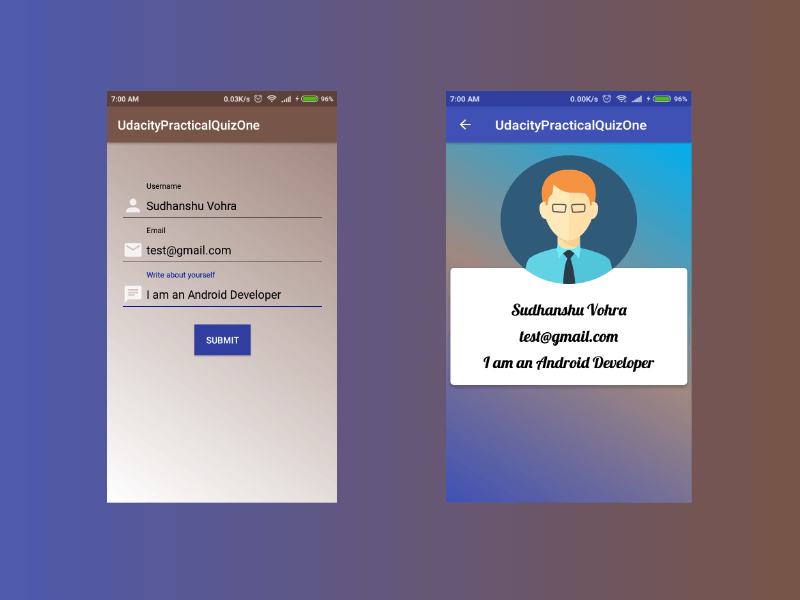 7:00 AM 0.03K/s 96%
UdacityPracticalQuizOne
Username
Sudhanshu Vohra
Email
test@gmail.com
Write about yourself
I am an Android Developer
SUBMIT
7:00 AM 0.00K/s 96%
UdacityPracticalQuizOne
Sudhanshu Vohra
test@gmail.com
I am an Android Developer